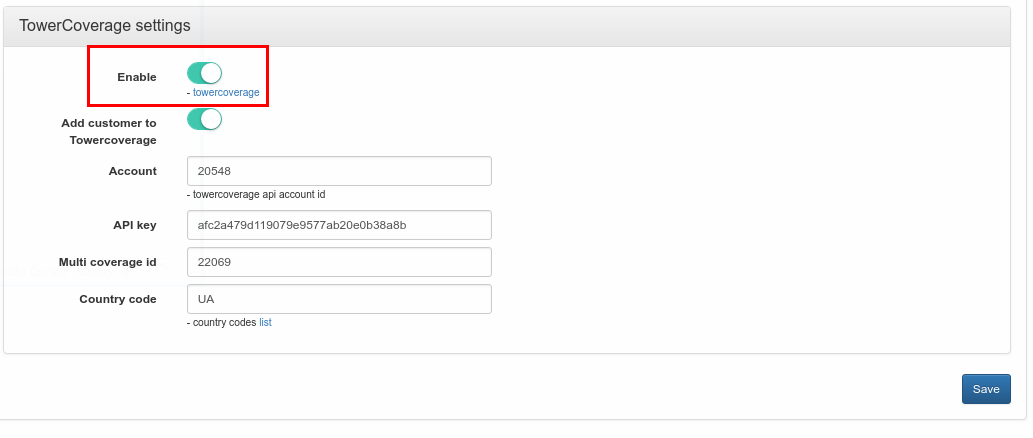 TowerCoverage settings
Enable
- towercoverage
Add customer to
Towercoverage
Account
20548
- towercoverage api account id
API key
afc2a479d119079e9577ab20e0b38a8b
Multi coverage id
22069
Country code
UA
- country codes list
Save